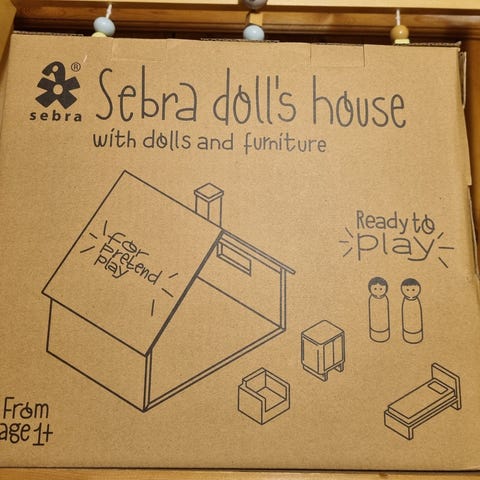 ®
sebra
Sebra doll's house
with dolls and furniture
for
pretend
play
Ready to
play
From
age 1+